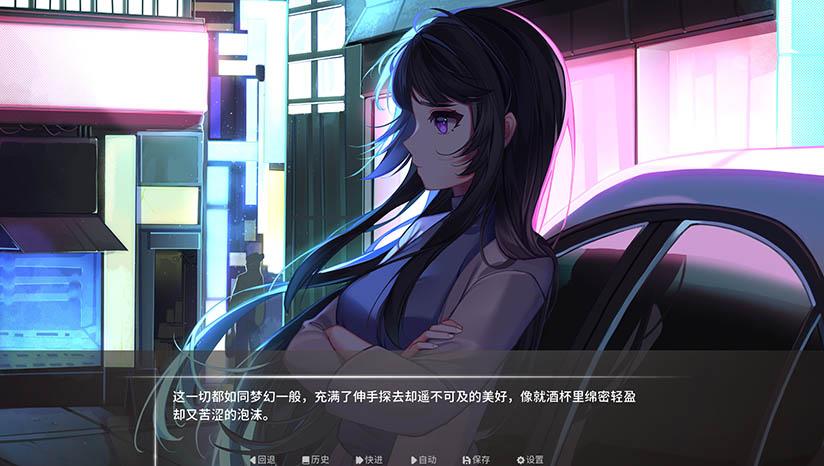 这一切都如同梦幻一般，充满了伸手探去却遥不可及的美好，像就酒杯里绵密轻盈
却又苦涩的泡沫。
回退 历史 快进 自动 保存 设置